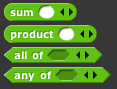 sum
product
all of
any of